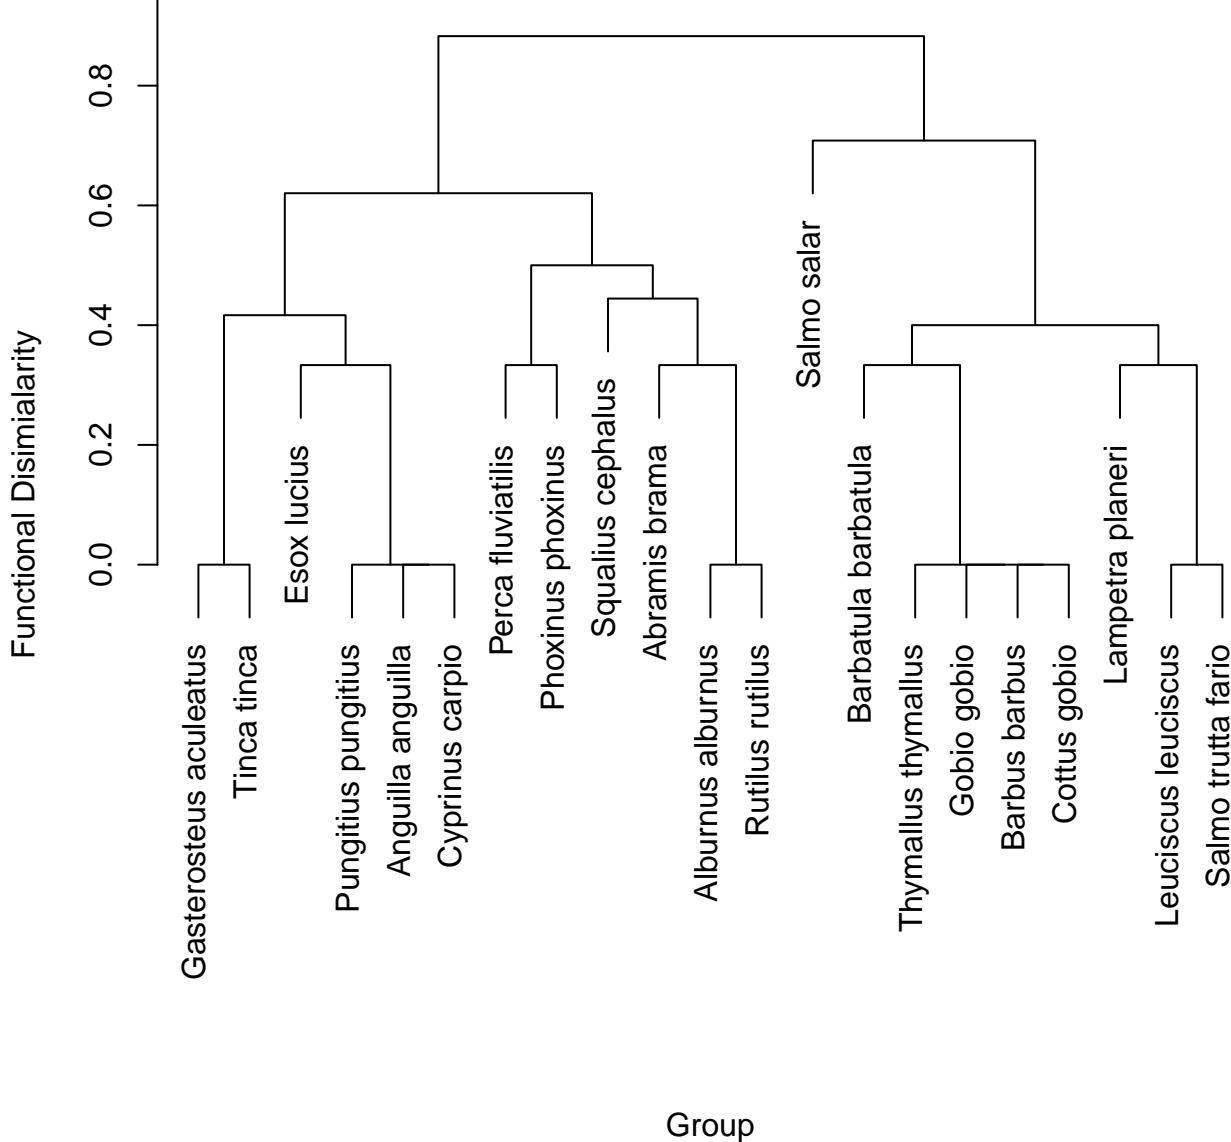 Functional Disimialarity
0.8
0.6
0.4
0.2
0.0
Gasterosteus aculeatus
Tinca tinca
Esox lucius
Pungitius pungitius
Anguilla anguilla
Cyprinus carpio
Perca fluviatilis
Phoxinus phoxinus
Squalius cephalus
Abramis brama
Alburnus alburnus
Rutilus rutilus
Salmo salar
Barbatula barbatula
Thymallus thymallus
Gobio gobio
Barbus barbus
Cottus gobio
Lampetra planeri
Leuciscus leuciscus
Salmo trutta fario
Group